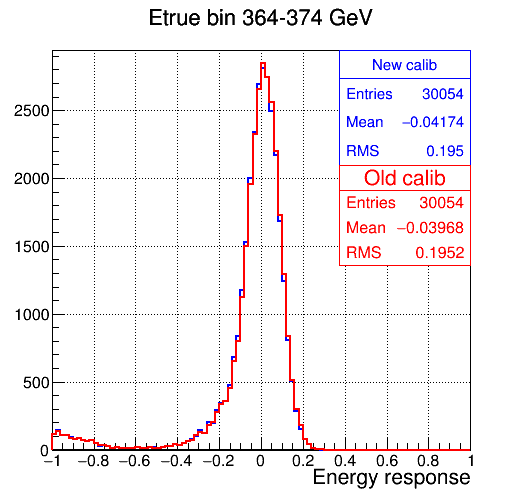 Etrue bin 364-374 GeV
New calib
Entries 30054
Mean −0.04174
RMS 0.195
Old calib
Entries 30054
Mean −0.03968
RMS 0.1952
2500
2000
1500
1000
500
0
−1 −0.8 −0.6 −0.4 −0.2 0 0.2 0.4 0.6 0.8 1
Energy response